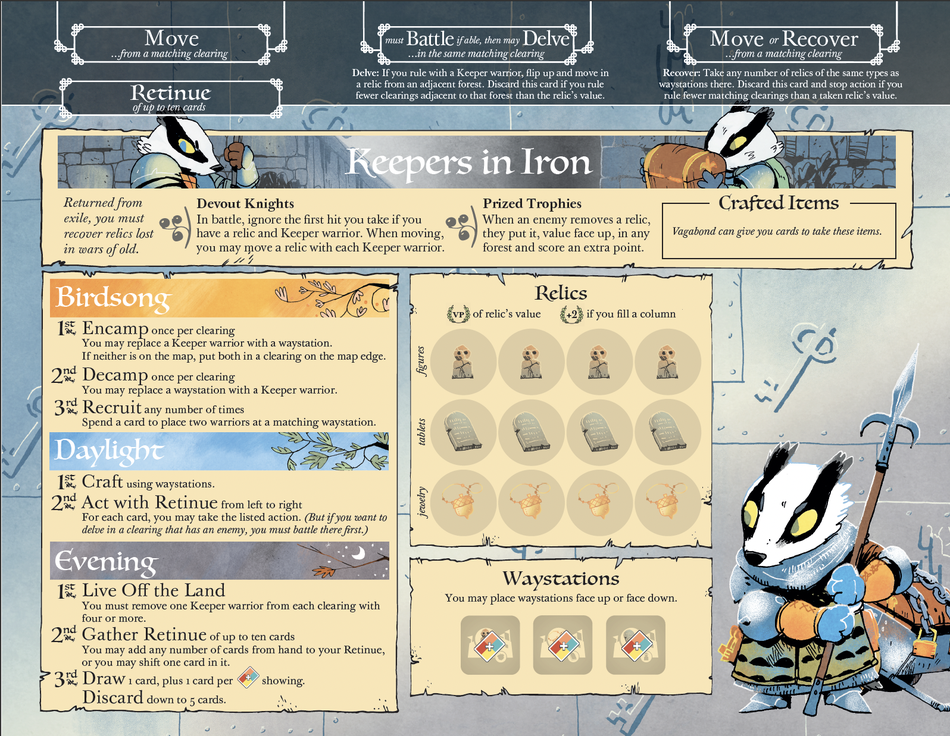 Move
...from a matching clearing
Retinue
of up to ten cards
must Battle if able, then may Delve
...in the same matching clearing
Delve: If you rule with a Keeper warrior, flip up and move in
a relic from an adjacent forest. Discard this card if you rule
fewer clearings adjacent to that forest than the relic's value.
Move or Recover
...from a matching clearing
Recover: Take any number of relics of the same types as
waystations there. Discard this card and stop action if you
rule fewer matching clearings than a taken relic's value.
Keepers in Iron
Returned from
exile, you must
recover relics lost
in wars of old.
Devout Knights
In battle, ignore the first hit you take if you
have a relic and Keeper warrior. When moving,
you may move a relic with each Keeper warrior.
Prized Trophies
When an enemy removes a relic,
they put it, value face up, in any
forest and score an extra point.
Crafted Items
Vagabond can give you cards to take these items.
Birdsong
1st Encamp once per clearing
You may replace a Keeper warrior with a waystation.
If neither is on the map, put both in a clearing on the map edge.
2nd Decamp once per clearing
You may replace a waystation with a Keeper warrior.
3rd Recruit any number of times
Spend a card to place two warriors at a matching waystation.
Daylight
1st Craft using waystations.
2nd Act with Retinue from left to right
For each card, you may take the listed action. (But if you want to
delve in a clearing that has an enemy, you must battle there first.)
Evening
1st Live Off the Land
You must remove one Keeper warrior from each clearing with
four or more.
2nd Gather Retinue of up to ten cards
You may add any number of cards from hand to your Retinue,
or you may shift one card in it.
3rd Draw 1 card, plus 1 card per showing.
Discard down to 5 cards.
Relics
VP of relic's value +2 if you fill a column
figures
tablets
jewelry
Waystations
You may place waystations face up or face down.